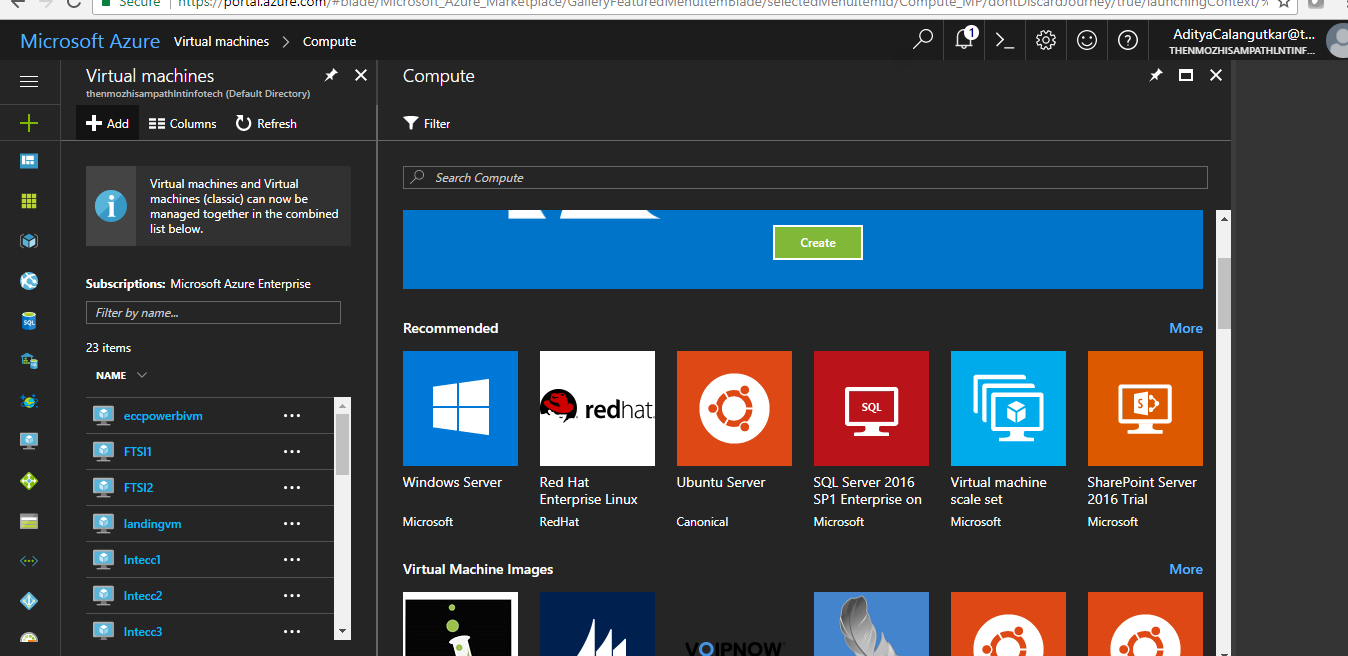 Secure
https://portal.azure.com/#blade/Microsoft_Azure_Marketplace/GalleryFeaturedMenuItemBlade/selectedMenuItemId/Compute_MP/dontDiscardJourney/true/launchingContext/%
Microsoft Azure Virtual machines > Compute
1
AdityaCalangutkar@t...
THENMOZHISAMPATHLNTINF...
Virtual machines
thenmozhisampathlntinfotech (Default Directory)
Add Columns Refresh
Virtual machines and Virtual
machines (classic) can now be
managed together in the combined
list below.
Subscriptions: Microsoft Azure Enterprise
Filter by name...
23 items
NAME
eccpowerbivm ...
FTSI1 ...
FTSI2 ...
landingvm ...
Intecc1 ...
Intecc2 ...
Intecc3 ...
SQL
Compute
Filter
Search Compute
Create
Recommended More
redhat.
SQL
S
Windows Server
Microsoft
Red Hat
Enterprise Linux
RedHat
Ubuntu Server
Canonical
SQL Server 2016
SP1 Enterprise on
Microsoft
Virtual machine
scale set
Microsoft
SharePoint Server
2016 Trial
Microsoft
Virtual Machine Images More
VOIPNOW